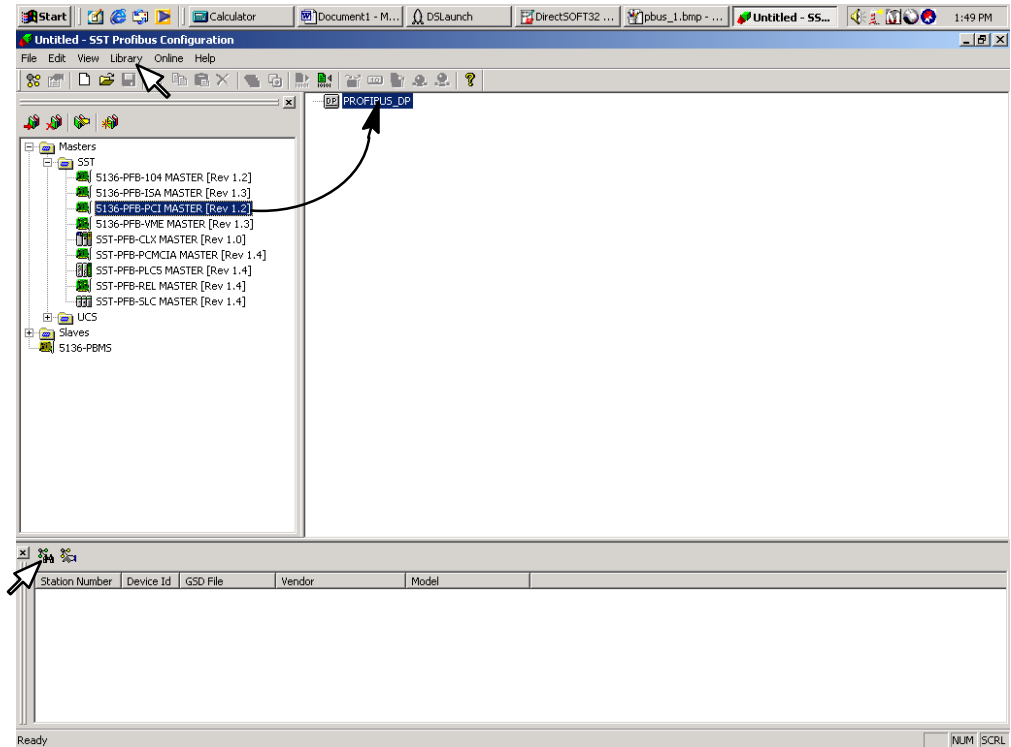 Start Calculator Document1 - M... DSLaunch DirectSOFT32 ... pbus_1.bmp - ... Untitled - SS... 1:49 PM
Untitled - SST Profibus Configuration
File Edit View Library Online Help
DP PROFIBUS_DP
Masters
SST
5136-PFB-104 MASTER [Rev 1.2]
5136-PFB-ISA MASTER [Rev 1.3]
5136-PFB-PCI MASTER [Rev 1.2]
5136-PFB-VME MASTER [Rev 1.3]
SST-PFB-CLX MASTER [Rev 1.0]
SST-PFB-PCMCIA MASTER [Rev 1.4]
SST-PFB-PLC5 MASTER [Rev 1.4]
SST-PFB-REL MASTER [Rev 1.4]
SST-PFB-SLC MASTER [Rev 1.4]
UCS
Slaves
5136-PBMS
Station Number Device Id GSD File Vendor Model
Ready NUM SCRL